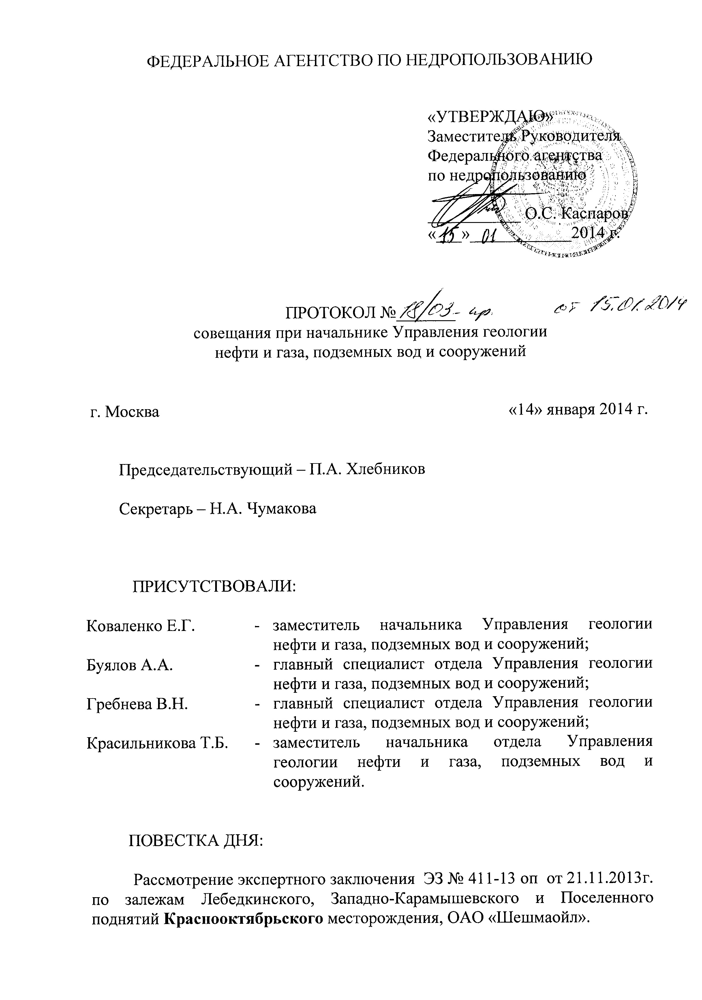 ФЕДЕРАЛЬНОЕ АГЕНТСТВО ПО НЕДРОПОЛЬЗОВАНИЮ
«УТВЕРЖДАЮ»
Заместитель Руководителя
Федерального агентства
по недропользованию
О.С. Каспаров
«15» 01 2014 г.
ПРОТОКОЛ № 18/03-пр. от 15.01.2014
совещания при начальнике Управления геологии
нефти и газа, подземных вод и сооружений
г. Москва «14» января 2014 г.
Председательствующий – П.А. Хлебников
Секретарь – Н.А. Чумакова
ПРИСУТСТВОВАЛИ:
Коваленко Е.Г. - заместитель начальника Управления геологии
нефти и газа, подземных вод и сооружений;
Буялов А.А. - главный специалист отдела Управления геологии
нефти и газа, подземных вод и сооружений;
Гребнева В.Н. - главный специалист отдела Управления геологии
нефти и газа, подземных вод и сооружений;
Красильникова Т.Б. - заместитель начальника отдела Управления
геологии нефти и газа, подземных вод и
сооружений.
ПОВЕСТКА ДНЯ:
Рассмотрение экспертного заключения ЭЗ № 411-13 оп от 21.11.2013г.
по залежам Лебедкинского, Западно-Карамышевского и Поселенного
поднятий Краснооктябрьского месторождения, ОАО «Шешмаойл».